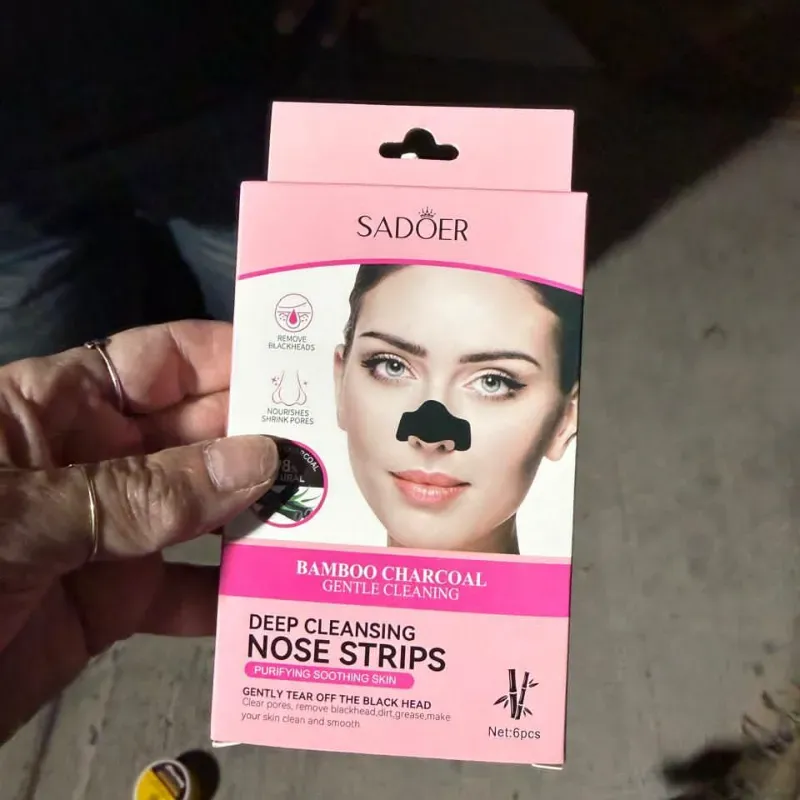 SADOER
REMOVE
BLACKHEADS
NOURISHES
SHRINK PORES
BAMBOO CHARCOAL
GENTLE CLEANING
DEEP CLEANSING
NOSE STRIPS
PURIFYING SOOTHING SKIN
GENTLY TEAR OFF THE BLACK HEAD
Clear pores, remove blackhead,dirt,grease,make
your skin clean and smooth
Net:6pcs